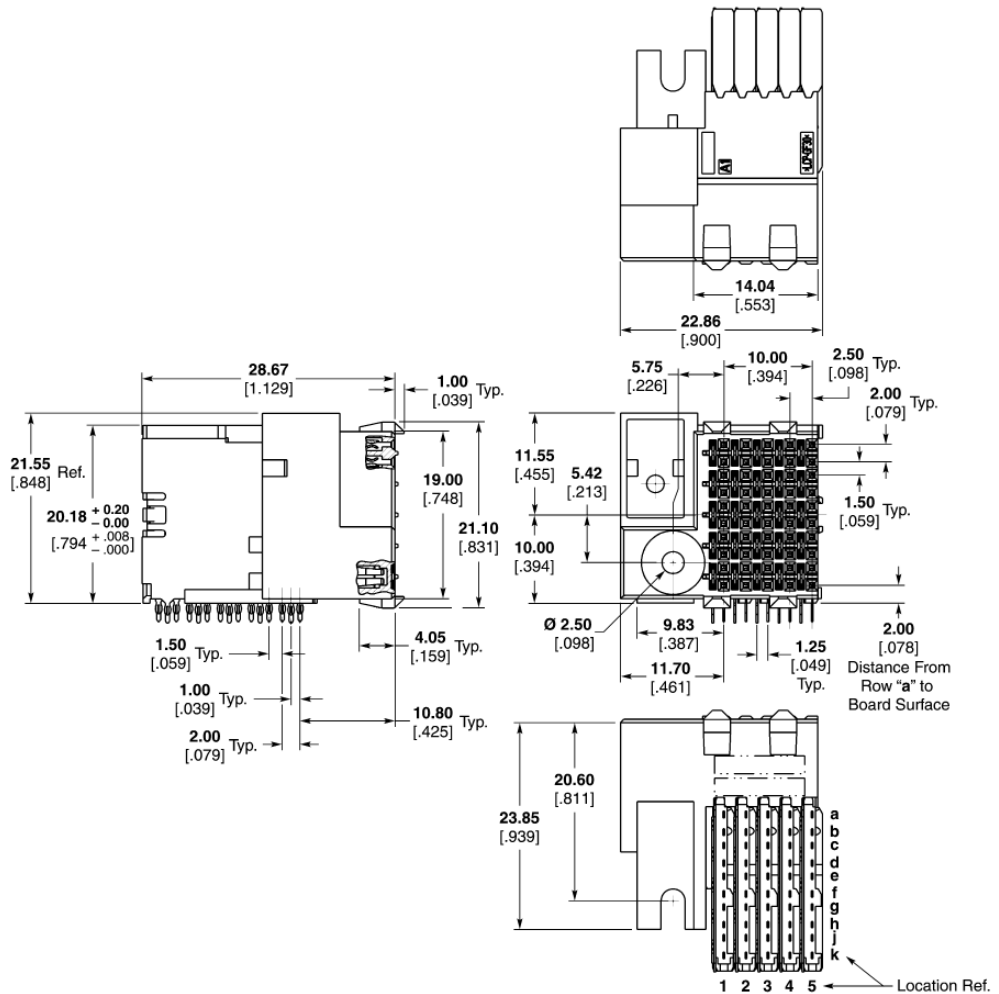 A1
>LCP-GF30<
14.04
[.553]
22.86
[.900]
28.67
[1.129]
1.00
[.039] Typ.
5.75
[.226]
10.00
[.394]
2.50
[.098] Typ.
2.00
[.079] Typ.
21.55
[.848] Ref.
20.18 + 0.20
– 0.00
[.794 + .008
– .000]
19.00
[.748]
21.10
[.831]
11.55
[.455]
5.42
[.213]
1.50
[.059] Typ.
10.00
[.394]
1.50
[.059] Typ.
4.05
[.159] Typ.
Ø 2.50
[.098]
9.83
[.387]
1.25
[.049]
Typ.
2.00
[.078]
Distance From
Row “a” to
Board Surface
11.70
[.461]
1.00
[.039] Typ.
10.80
[.425] Typ.
2.00
[.079] Typ.
20.60
[.811]
23.85
[.939]
a
b
c
d
e
f
g
h
j
k
1 2 3 4 5
Location Ref.